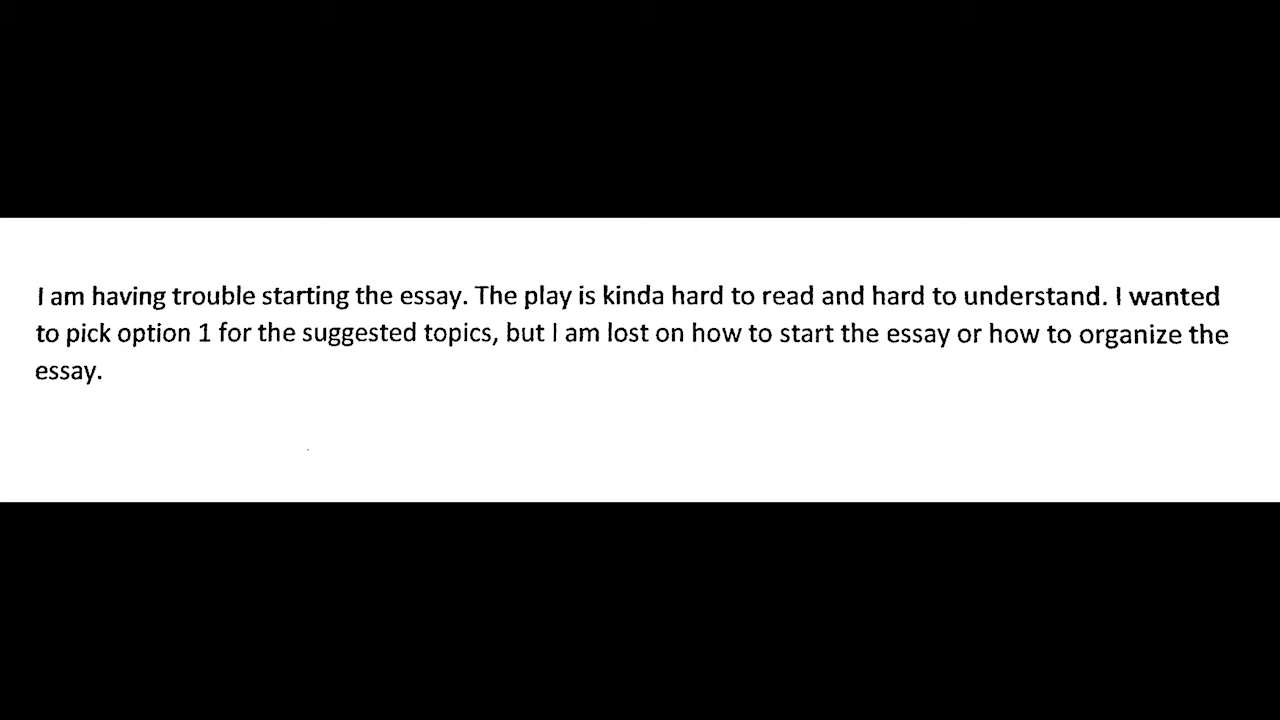 I am having trouble starting the essay. The play is kinda hard to read and hard to understand. I wanted
to pick option 1 for the suggested topics, but I am lost on how to start the essay or how to organize the
essay.